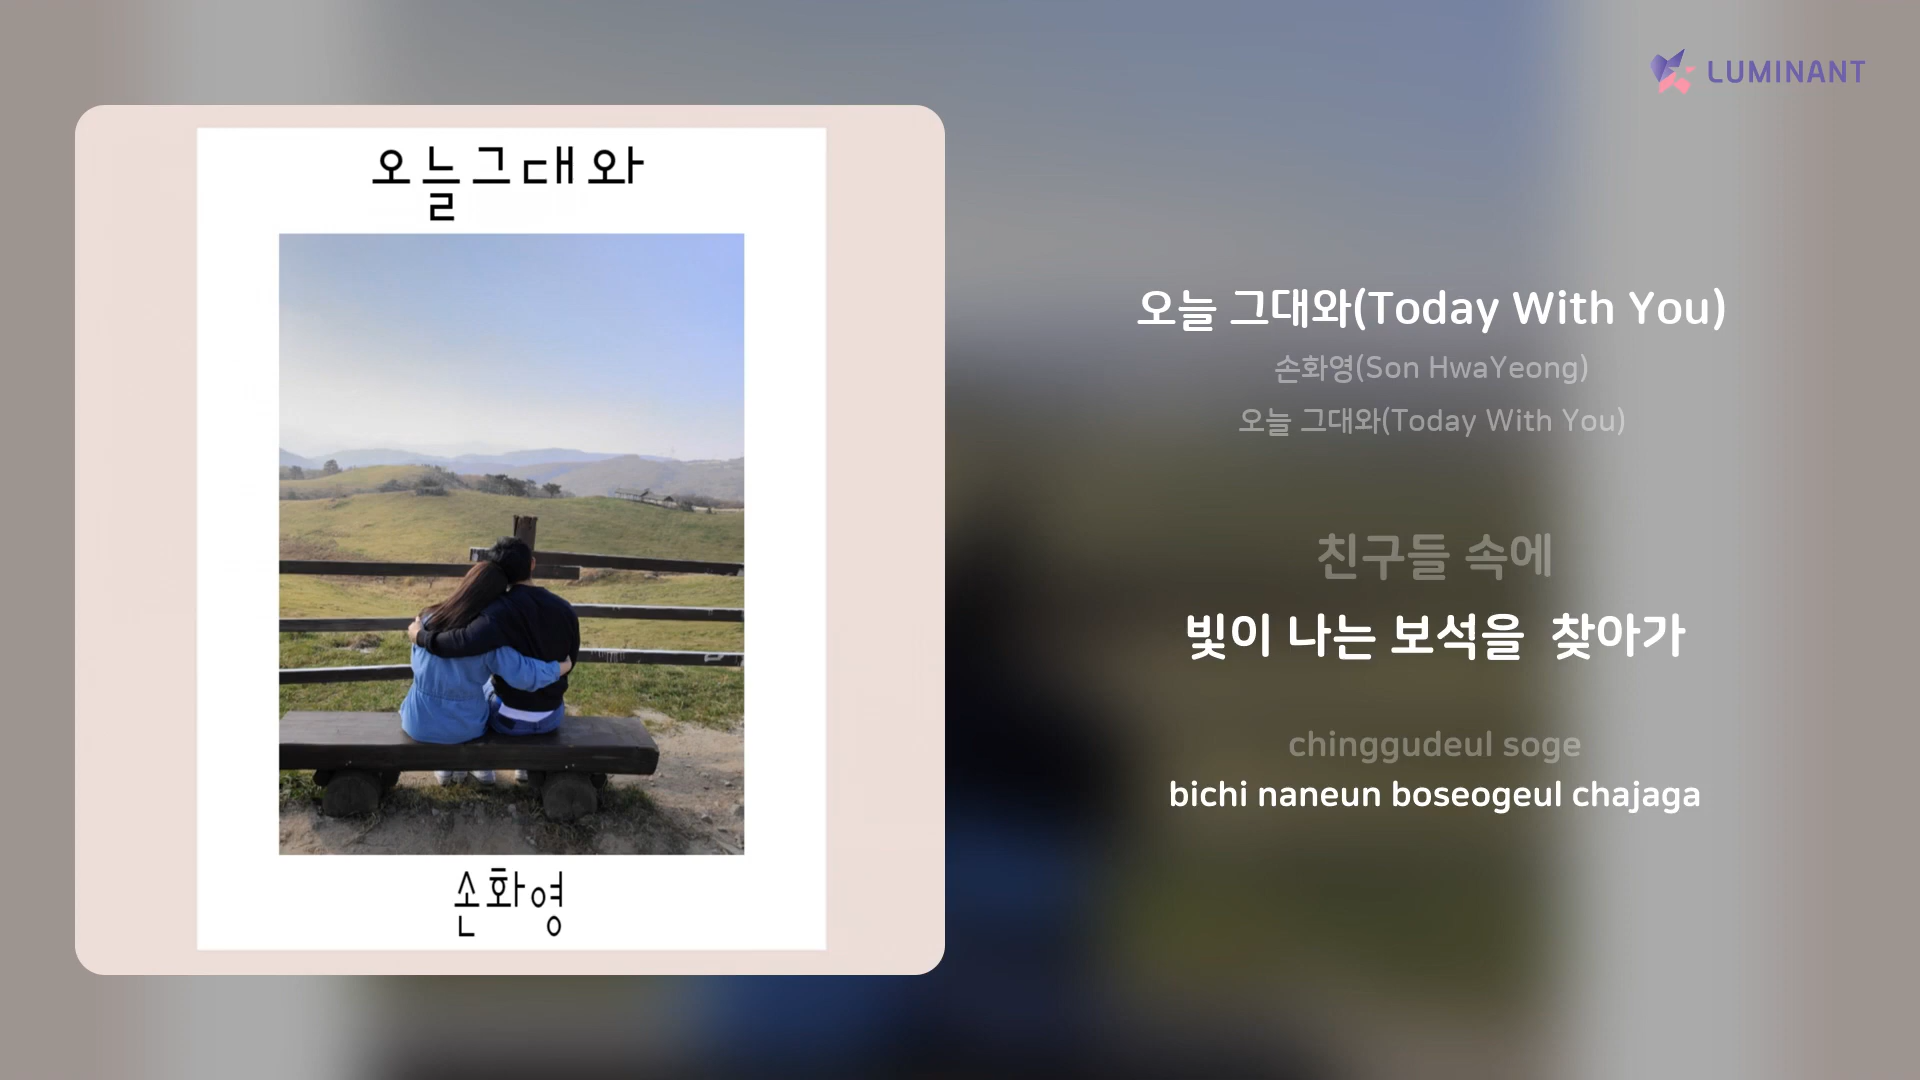 오늘그대와
손화영
LUMINANT
오늘 그대와(Today With You)
손화영(Son HwaYeong)
오늘 그대와(Today With You)
친구들 속에
빛이 나는 보석을 찾아가
chinggudeul soge
bichi naneun boseogeul chajaga